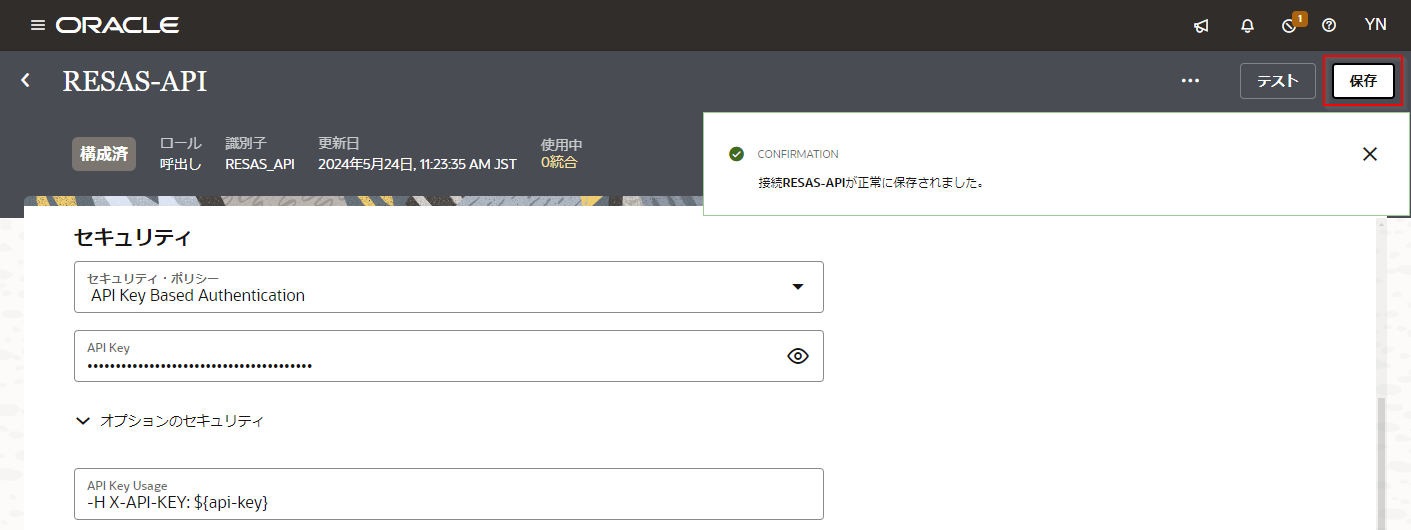 ORACLE
1
YN
RESAS-API
テスト
保存
構成済
ロール
呼出し
識別子
RESAS_API
更新日
2024年5月24日, 11:23:35 AM JST
使用中
0統合
CONFIRMATION
接続RESAS-APIが正常に保存されました。
セキュリティ
セキュリティ・ポリシー
API Key Based Authentication
API Key
••••••••••••••••••••••••••••••••••••••••
オプションのセキュリティ
API Key Usage
-H X-API-KEY: ${api-key}